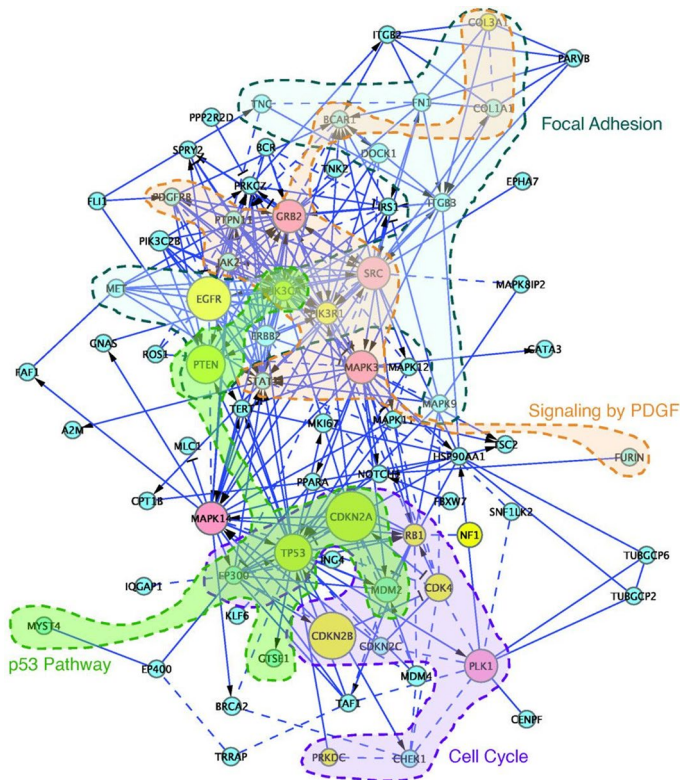 COL3A1
ITGB2
PARVB
TNC
FN1
COL1A1
PPP2R2D
BCAR1
Focal Adhesion
SPRY2
BCR
DOCK1
TNK2
EPHA7
PRKCZ
FLI1
PDGFRB
IRS1
ITGB3
PTPN11
GRB2
PIK3C2B
JAK2
SRC
MET
EGFR
PIK3CA
MAPK8IP2
PIK3R1
CNAS
ERBB2
ROS1
GATA3
FAF1
PTEN
MAPK3
MAPK12
STAT3
TERT
MAPK9
Signaling by PDGF
A2M
MKI67
MAPK11
MLC1
TSC2
HSP90AA1
FURIN
NOTCH1
PPARA
CPT1B
FBXW7
SNF1LK2
MAPK14
CDKN2A
RB1
NF1
TP53
TUBGCP6
ING4
EP300
IQGAP1
MDM2
CDK4
TUBGCP2
KLF6
MYST4
CDKN2B
p53 Pathway
CDKN2C
GTSE1
PLK1
EP400
MDM4
BRCA2
TAF1
CENPF
TRRAP
PRKDC
CHEK1
Cell Cycle